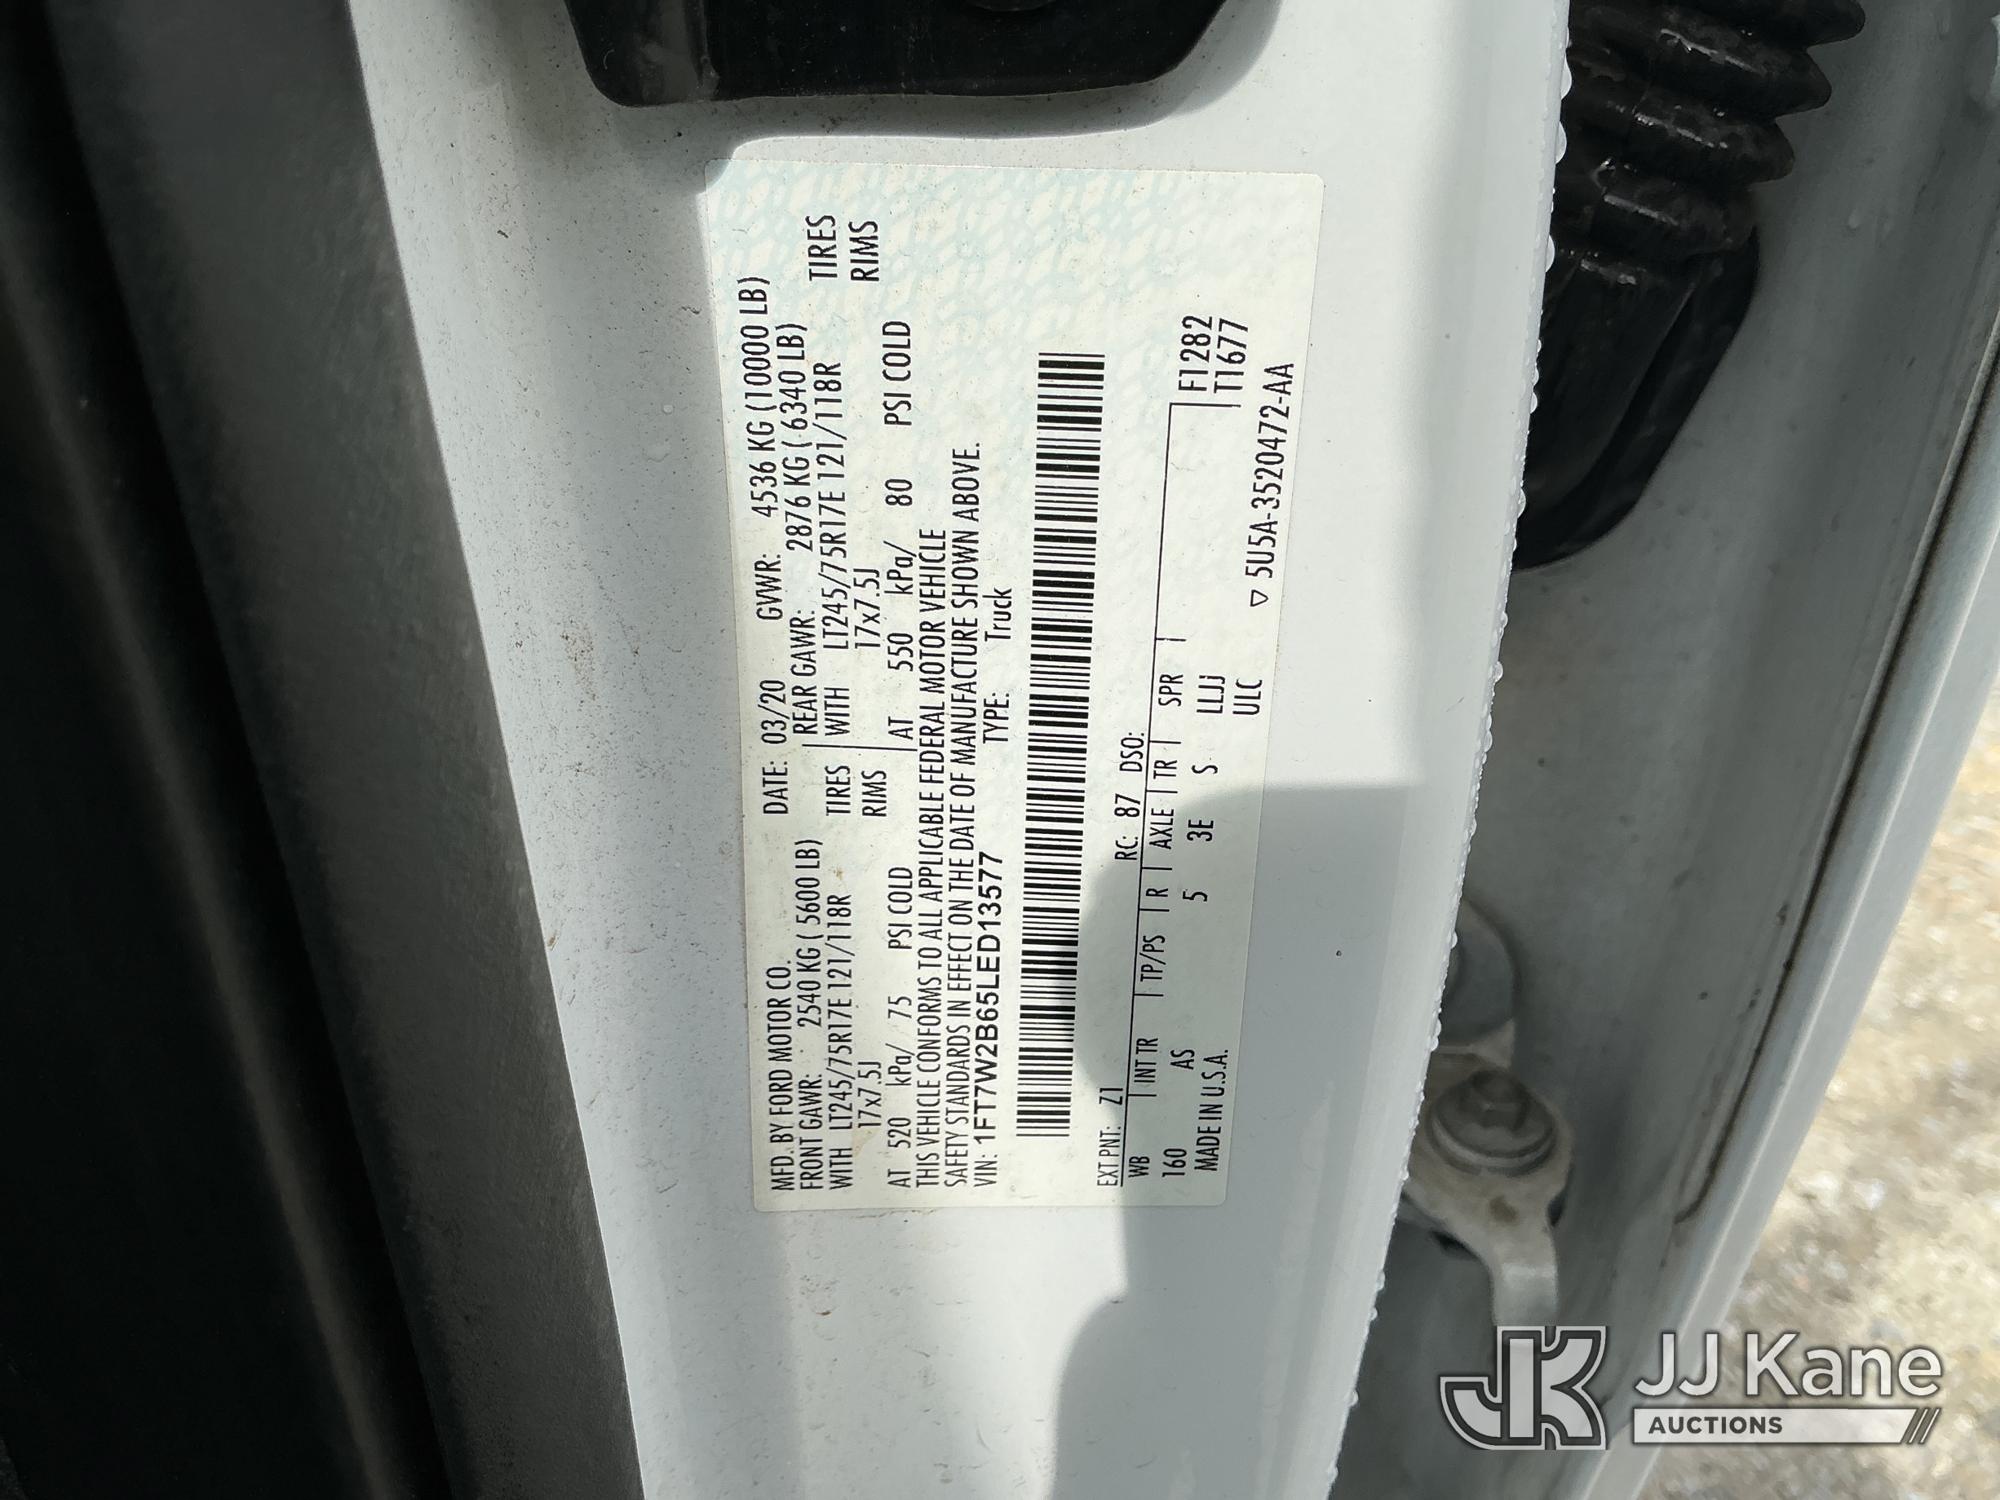 MFD. BY FORD MOTOR CO.
DATE: 03/20 GVWR: 4536 KG (10000 LB)
FRONT GAWR: 2540 KG ( 5600 LB) REAR GAWR: 2876 KG ( 6340 LB)
WITH LT245/75R17E 121/118R TIRES WITH LT245/75R17E 121/118R TIRES
17x7.5J RIMS 17x7.5J RIMS
AT 520 kPa/ 75 PSI COLD AT 550 kPa/ 80 PSI COLD
THIS VEHICLE CONFORMS TO ALL APPLICABLE FEDERAL MOTOR VEHICLE
SAFETY STANDARDS IN EFFECT ON THE DATE OF MANUFACTURE SHOWN ABOVE.
VIN: 1FT7W2B65LED13577 TYPE: Truck
EXT PNT: Z1 RC: 87 DSO:
WB INT TR TP/PS R AXLE TR SPR F1282
160 AS 5 3E S LLJJ T1677
MADE IN U.S.A. ULC
▽ 5U5A-3520472-AA
JK JJ Kane
AUCTIONS